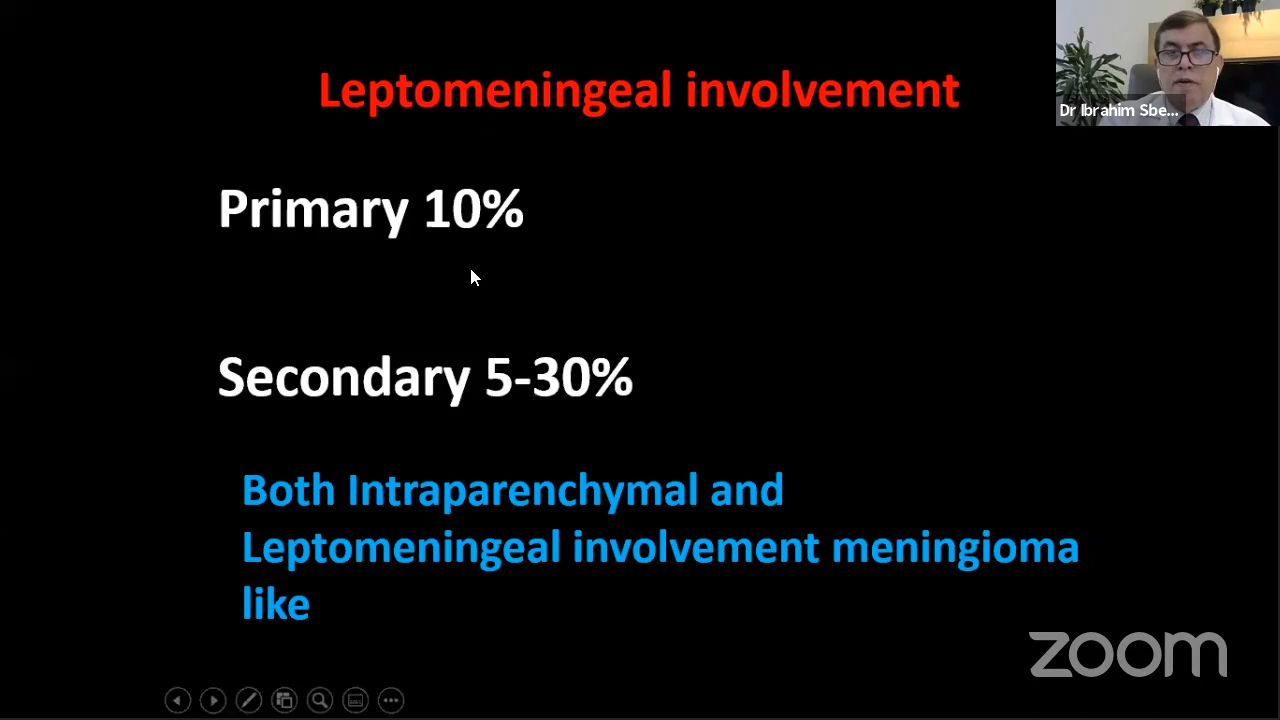 Leptomeningeal involvement
Dr Ibrahim Sbe...
Primary 10%
Secondary 5-30%
Both Intraparenchymal and
Leptomeningeal involvement meningioma
like
zoom